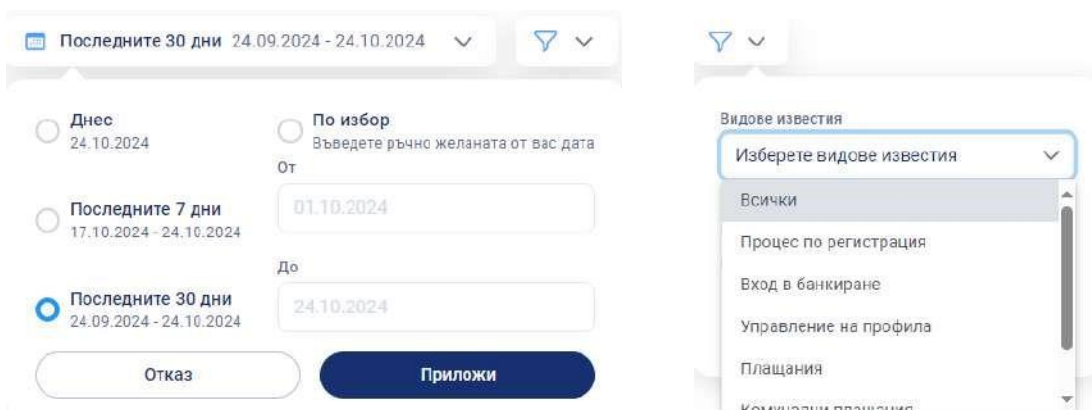 Последните 30 дни 24.09.2024 - 24.10.2024
Днес
24.10.2024
По избор
Въведете ръчно желаната от вас дата
От
01.10.2024
Последните 7 дни
17.10.2024 - 24.10.2024
До
24.10.2024
Последните 30 дни
24.09.2024 - 24.10.2024
Отказ
Приложи
Видове известия
Изберете видове известия
Всички
Процес по регистрация
Вход в банкиране
Управление на профила
Плащания
Комунални плащания